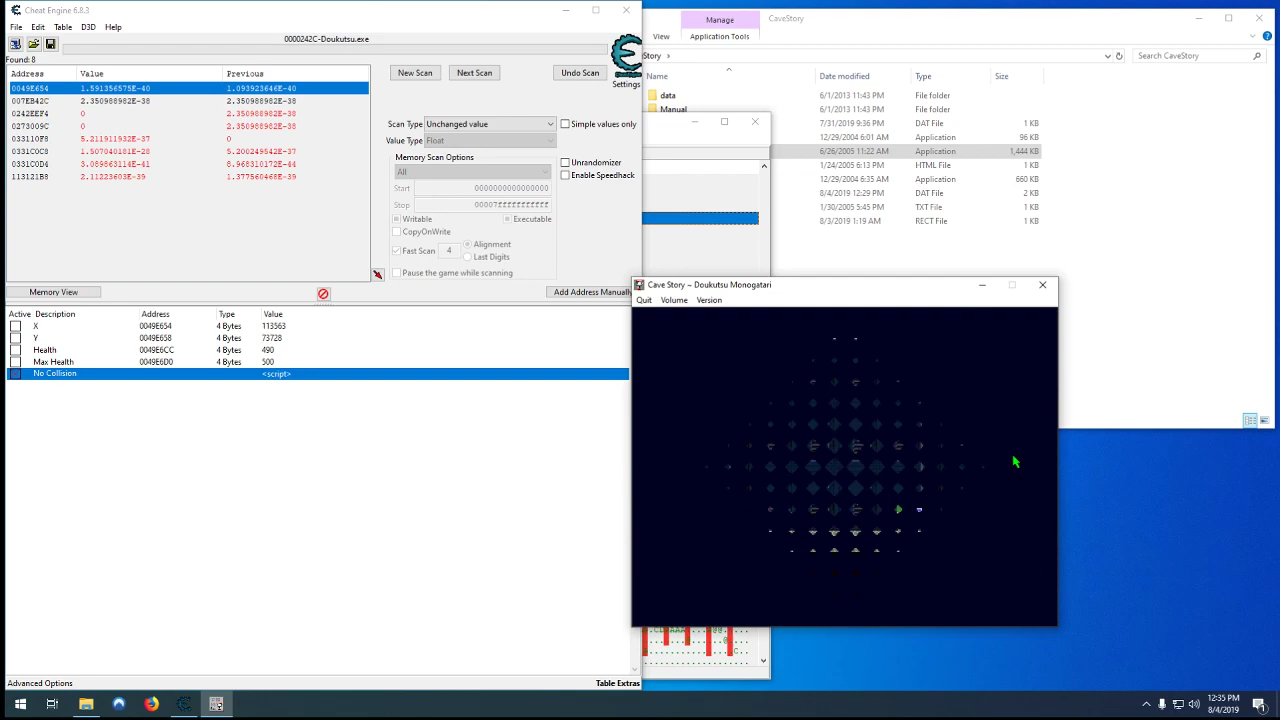 Cheat Engine 6.8.3
File Edit Table D3D Help
0000242C-Doukutsu.exe
Found: 8
Address Value Previous
0049E654 1.591356575E-40 1.093923646E-40
007EB42C 2.350988982E-38 2.350988982E-38
0242EEF4 0 2.350988982E-38
0273009C 0 2.350988982E-38
033110F8 5.211911932E-37 0
0331C0C8 1.507040181E-28 5.200249542E-37
0331C0D4 3.089863114E-41 8.968310172E-44
113121B8 2.11223603E-39 1.377560468E-39
New Scan Next Scan Undo Scan
Settings
Scan Type Unchanged value Simple values only
Value Type Float
Memory Scan Options
All
Start 0000000000000000
Stop 00007fffffffffff
Writable Executable
CopyOnWrite
Fast Scan 4 Alignment
Last Digits
Pause the game while scanning
Unrandomizer
Enable Speedhack
Memory View Add Address Manually
Active Description Address Type Value
X 0049E654 4 Bytes 113563
Y 0049E658 4 Bytes 73728
Health 0049E6CC 4 Bytes 490
Max Health 0049E6D0 4 Bytes 500
No Collision <script>
Advanced Options Table Extras
Manage CaveStory
View Application Tools
Story Search CaveStory
Name Date modified Type Size
data 6/1/2013 11:43 PM File folder
Manual 6/1/2013 11:43 PM File folder
7/31/2019 9:36 PM DAT File 1 KB
12/29/2004 6:01 AM Application 96 KB
6/26/2005 11:22 AM Application 1,444 KB
1/24/2005 6:13 PM HTML File 1 KB
12/29/2004 6:35 AM Application 660 KB
8/4/2019 12:29 PM DAT File 2 KB
1/30/2005 5:45 PM TXT File 1 KB
8/3/2019 1:19 AM RECT File 1 KB
Cave Story ~ Doukutsu Monogatari
Quit Volume Version
12:35 PM
8/4/2019